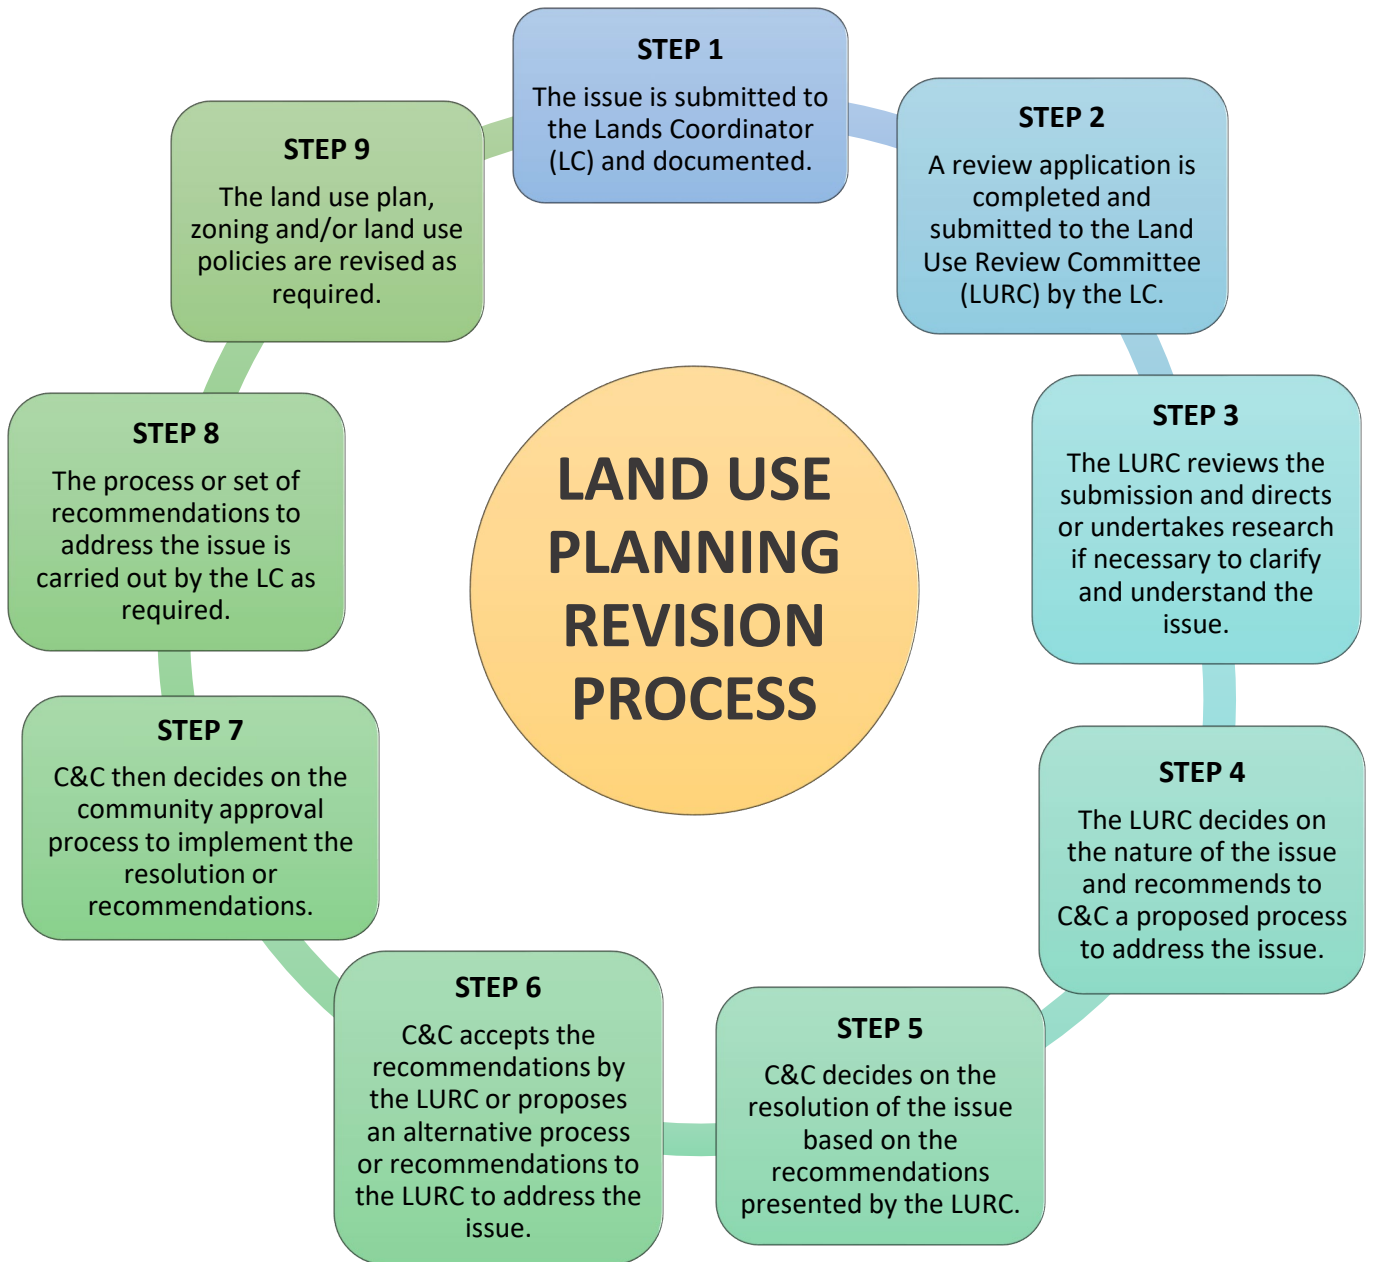 STEP 1
The issue is submitted to
the Lands Coordinator
(LC) and documented.
STEP 2
A review application is
completed and
submitted to the Land
Use Review Committee
(LURC) by the LC.
STEP 3
The LURC reviews the
submission and directs
or undertakes research
if necessary to clarify
and understand the
issue.
STEP 4
The LURC decides on
the nature of the issue
and recommends to
C&C a proposed process
to address the issue.
STEP 5
C&C decides on the
resolution of the issue
based on the
recommendations
presented by the LURC.
STEP 6
C&C accepts the
recommendations by
the LURC or proposes
an alternative process
or recommendations to
the LURC to address the
issue.
STEP 7
C&C then decides on the
community approval
process to implement the
resolution or
recommendations.
STEP 8
The process or set of
recommendations to
address the issue is
carried out by the LC as
required.
STEP 9
The land use plan,
zoning and/or land use
policies are revised as
required.
LAND USE
PLANNING
REVISION
PROCESS